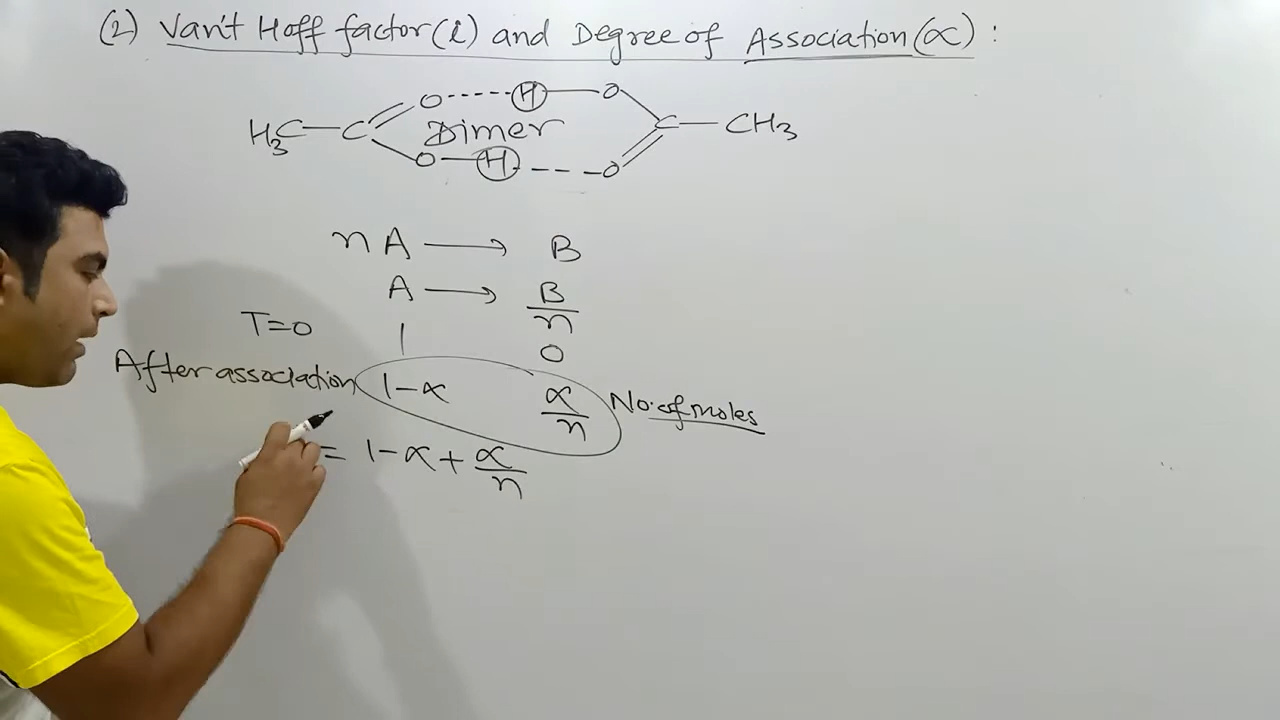 (2) Van't Hoff factor(i) and Degree of Association(α) :
O----H—O
H3C—C Dimer C—CH3
O—H---O
n A ⟶ B
A ⟶ B/n
T=0 1 0
After association 1-α α/n No. of moles
= 1-α + α/n